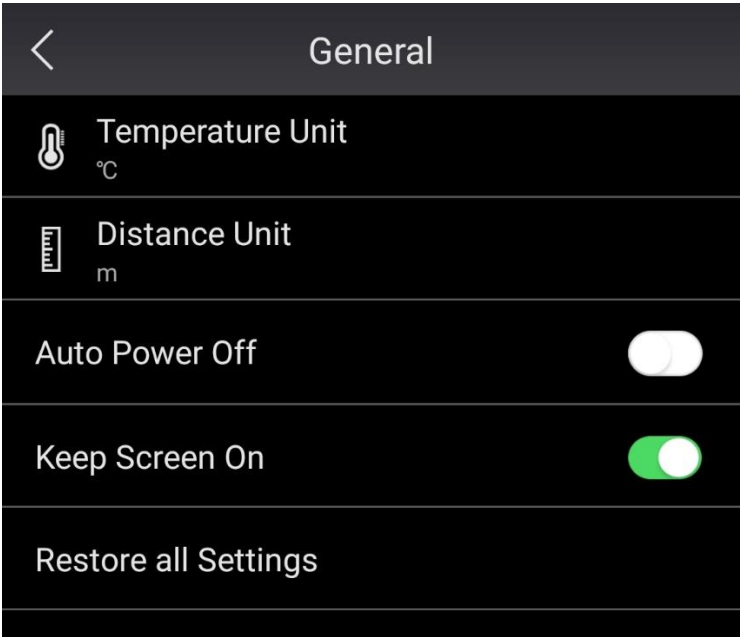 General
Temperature Unit
℃
Distance Unit
m
Auto Power Off
Keep Screen On
Restore all Settings